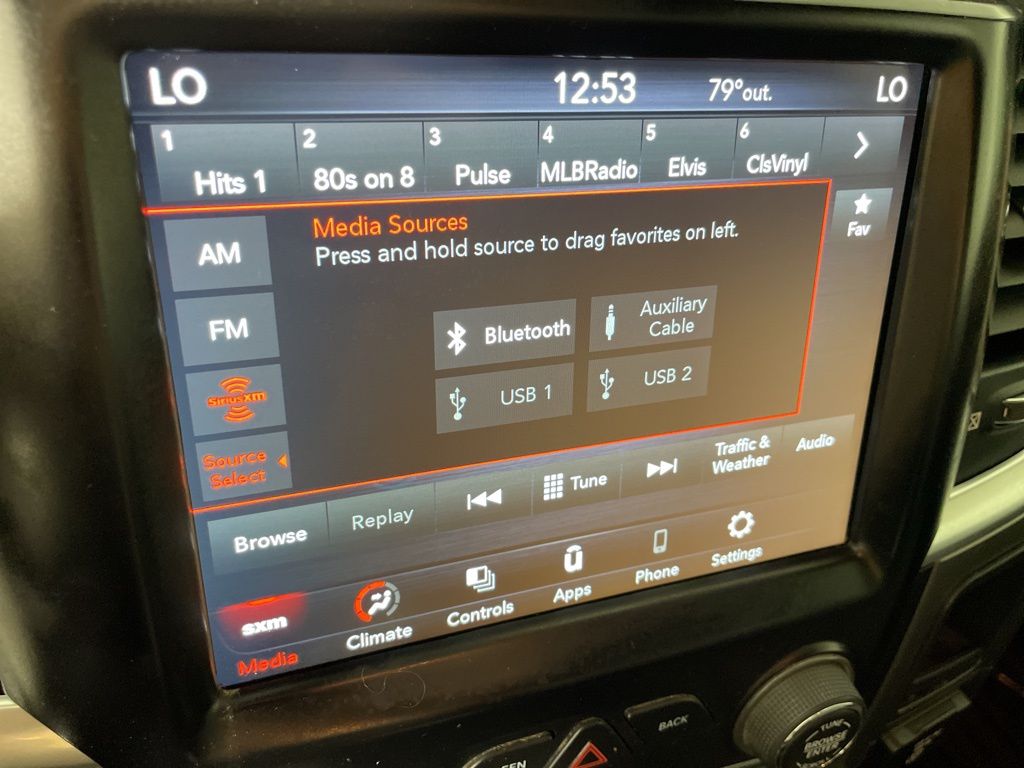 LO 12:53 79°out. LO
1 2 3 4 5 6
Hits 1 80s on 8 Pulse MLBRadio Elvis ClsVinyl
Media Sources
Press and hold source to drag favorites on left.
Fav
AM
FM
SiriusXM
Source
Select
Bluetooth
Auxiliary
Cable
USB 1
USB 2
Browse
Replay
Tune
Traffic &
Weather
Audio
sxm
Media
Climate
Controls
Apps
Phone
Settings
BACK
TUNE
BROWSE
ENTER